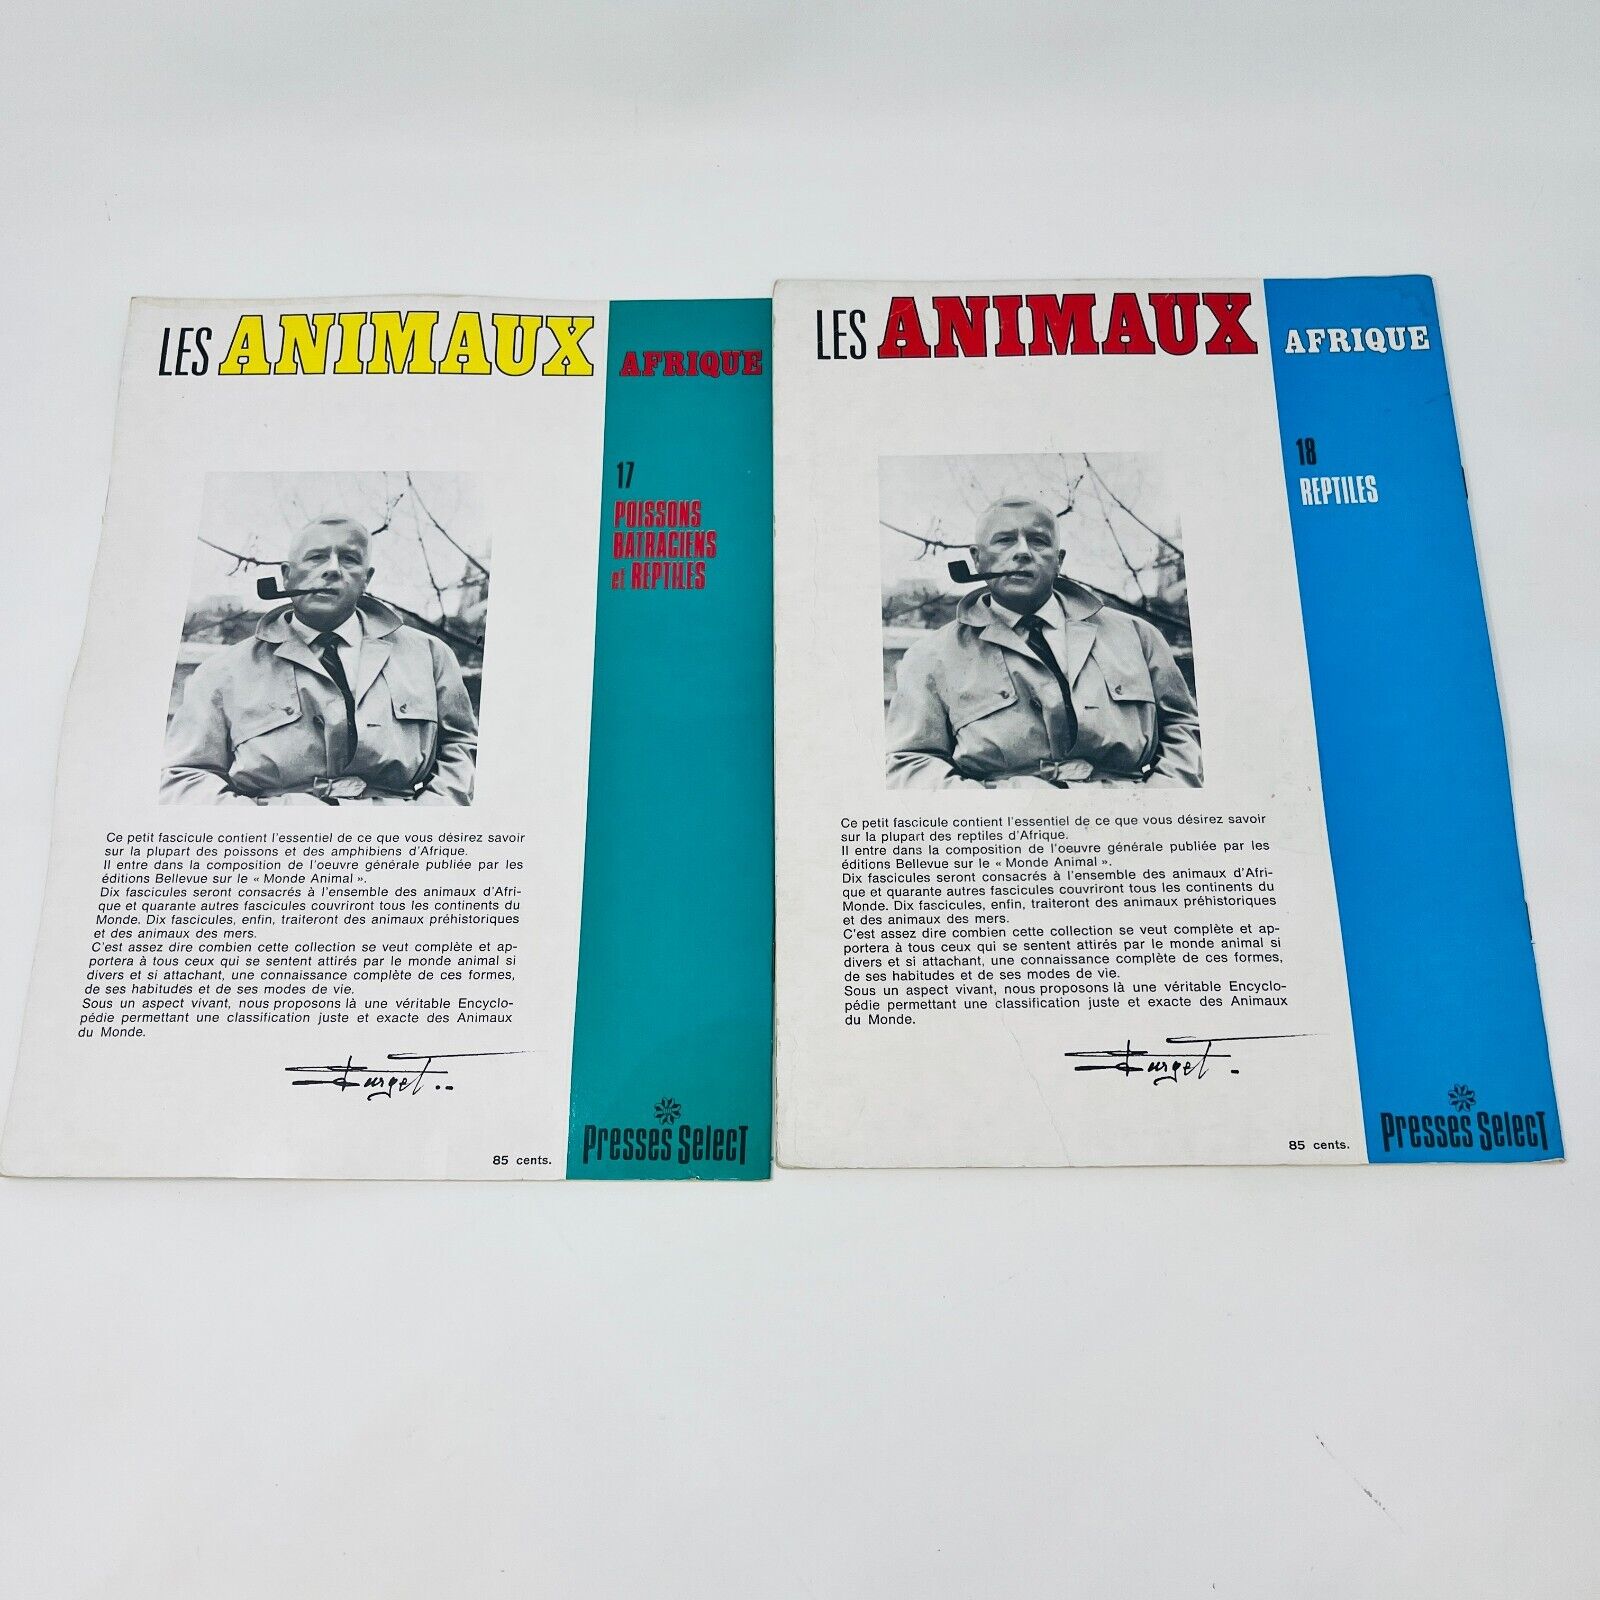 LES ANIMAUX
AFRIQUE
17
POISSONS
BATRACIENS
et REPTILES
Ce petit fascicule contient l'essentiel de ce que vous désirez savoir
sur la plupart des poissons et des amphibiens d'Afrique.
Il entre dans la composition de l'oeuvre générale publiée par les
éditions Bellevue sur le « Monde Animal ».
Dix fascicules seront consacrés à l'ensemble des animaux d'Afri-
que et quarante autres fascicules couvriront tous les continents du
Monde. Dix fascicules, enfin, traiteront des animaux préhistoriques
et des animaux des mers.
C'est assez dire combien cette collection se veut complète et ap-
portera à tous ceux qui se sentent attirés par le monde animal si
divers et si attachant, une connaissance complète de ces formes,
de ses habitudes et de ses modes de vie.
Sous un aspect vivant, nous proposons là une véritable Encyclo-
pédie permettant une classification juste et exacte des Animaux
du Monde.
85 cents.
Presses Select
LES ANIMAUX
AFRIQUE
18
REPTILES
Ce petit fascicule contient l'essentiel de ce que vous désirez savoir
sur la plupart des reptiles d'Afrique.
Il entre dans la composition de l'oeuvre générale publiée par les
éditions Bellevue sur le « Monde Animal ».
Dix fascicules seront consacrés à l'ensemble des animaux d'Afri-
que et quarante autres fascicules couvriront tous les continents du
Monde. Dix fascicules, enfin, traiteront des animaux préhistoriques
et des animaux des mers.
C'est assez dire combien cette collection se veut complète et ap-
portera à tous ceux qui se sentent attirés par le monde animal si
divers et si attachant, une connaissance complète de ces formes,
de ses habitudes et de ses modes de vie.
Sous un aspect vivant, nous proposons là une véritable Encyclo-
pédie permettant une classification juste et exacte des Animaux
du Monde.
85 cents.
Presses Select